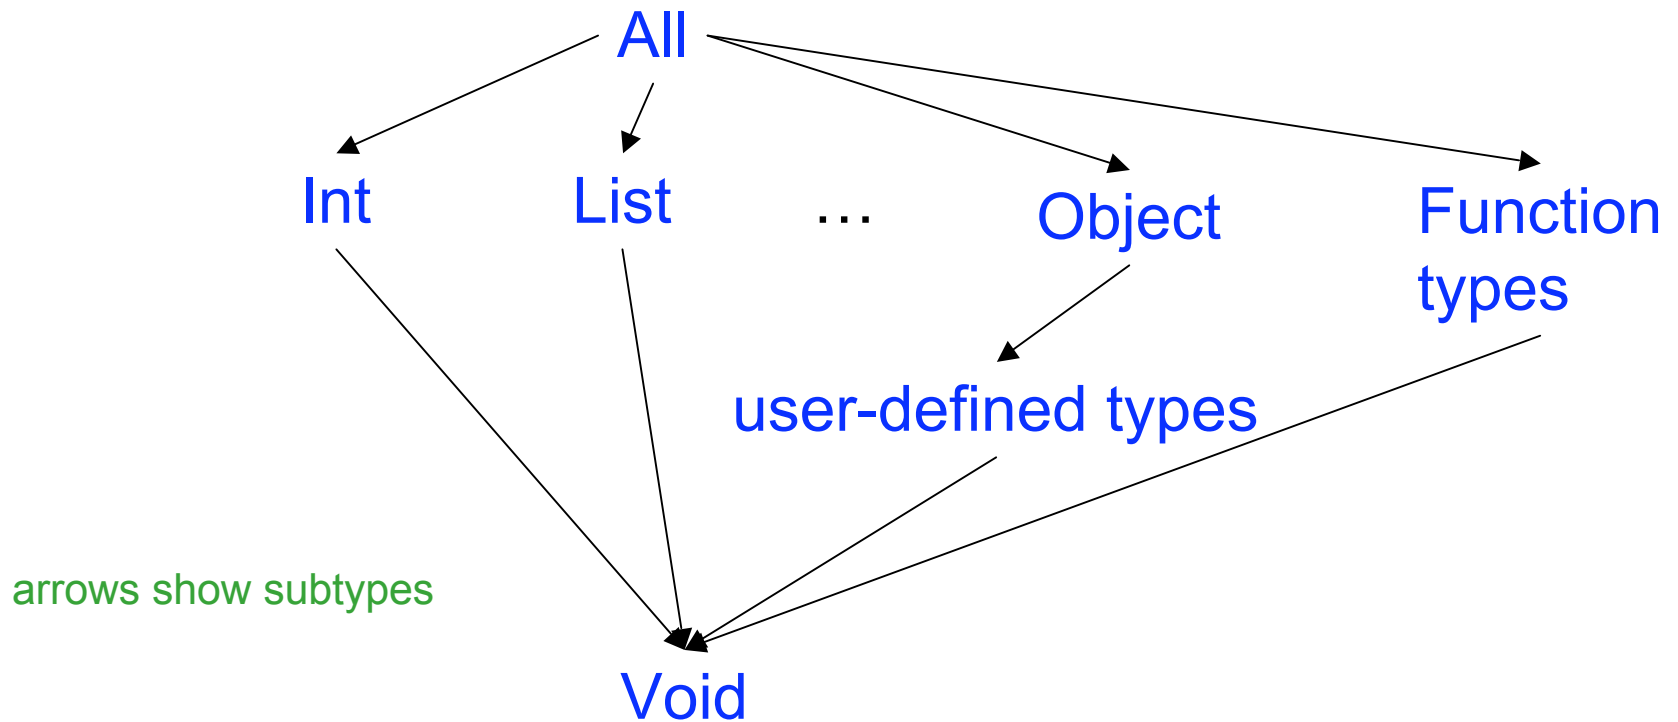 All
Int
List
…
Object
Function
types
user-defined types
arrows show subtypes
Void